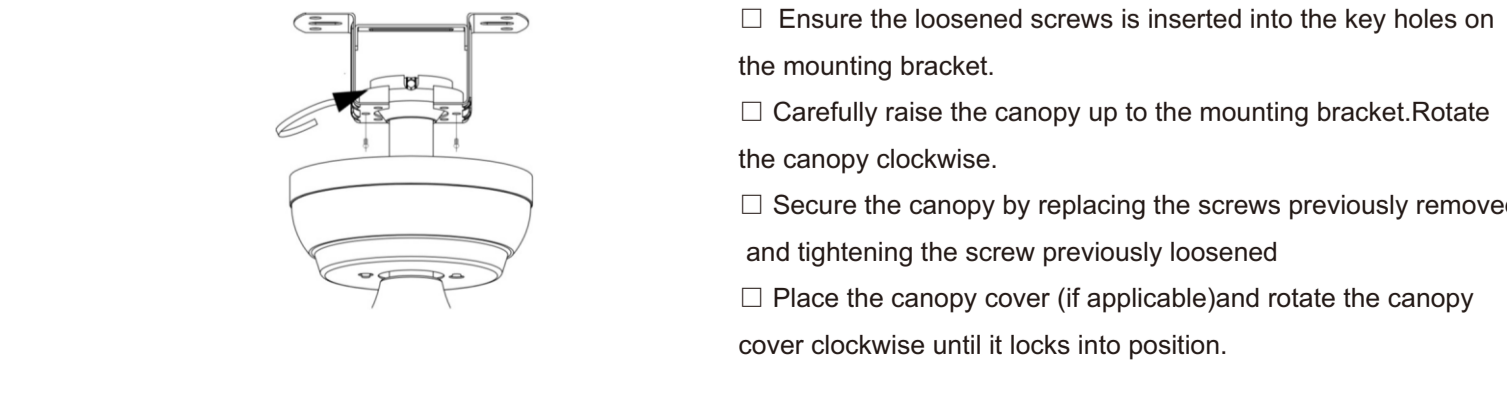 ☐ Ensure the loosened screws is inserted into the key holes on
the mounting bracket.
☐ Carefully raise the canopy up to the mounting bracket.Rotate
the canopy clockwise.
☐ Secure the canopy by replacing the screws previously remove
and tightening the screw previously loosened
☐ Place the canopy cover (if applicable)and rotate the canopy
cover clockwise until it locks into position.